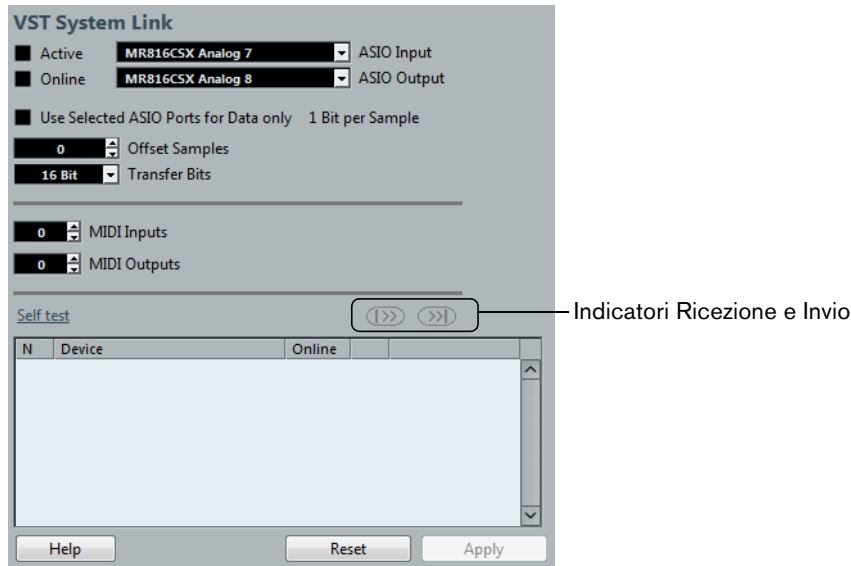 VST System Link
Active MR816CSX Analog 7 ASIO Input
Online MR816CSX Analog 8 ASIO Output
Use Selected ASIO Ports for Data only 1 Bit per Sample
0 Offset Samples
16 Bit Transfer Bits
0 MIDI Inputs
0 MIDI Outputs
Self test
Indicatori Ricezione e Invio
N Device Online
Help Reset Apply